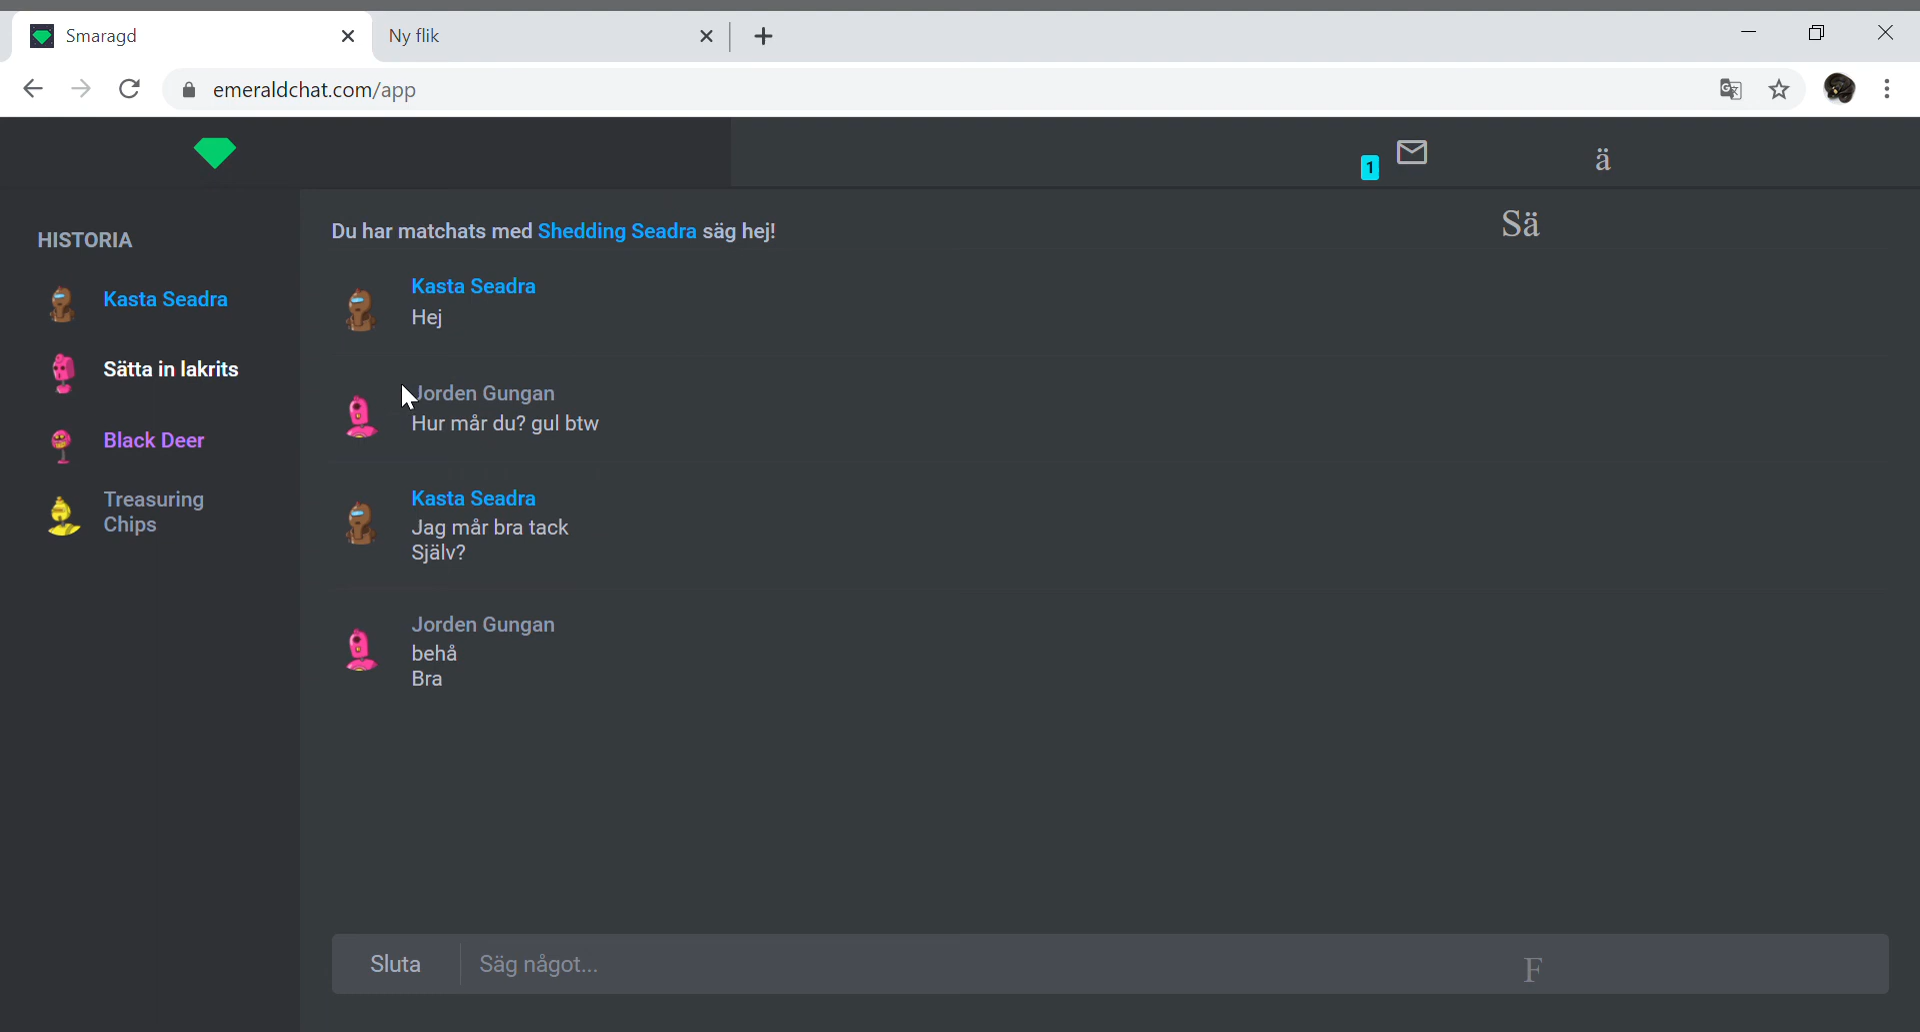 Smaragd
Ny flik
emeraldchat.com/app
1
ä
HISTORIA
Kasta Seadra
Sätta in lakrits
Black Deer
Treasuring
Chips
Du har matchats med Shedding Seadra säg hej!
Sä
Kasta Seadra
Hej
Jorden Gungan
Hur mår du? gul btw
Kasta Seadra
Jag mår bra tack
Själv?
Jorden Gungan
behå
Bra
Sluta
Säg något...
F